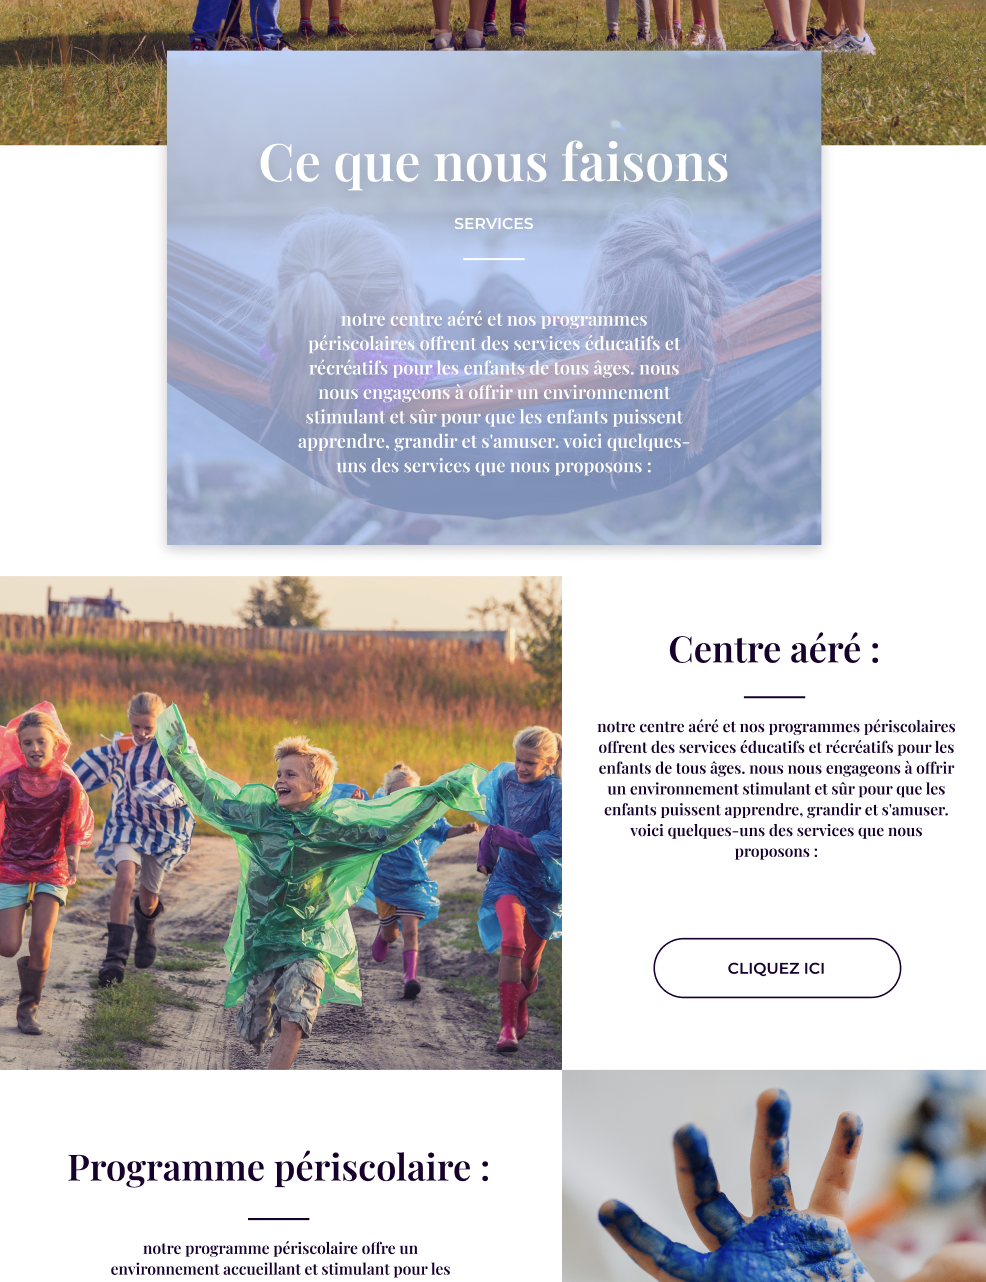 Ce que nous faisons
SERVICES
notre centre aéré et nos programmes
périscolaires offrent des services éducatifs et
récréatifs pour les enfants de tous âges. nous
nous engageons à offrir un environnement
stimulant et sûr pour que les enfants puissent
apprendre, grandir et s'amuser. voici quelques-
uns des services que nous proposons :
Centre aéré :
notre centre aéré et nos programmes périscolaires
offrent des services éducatifs et récréatifs pour les
enfants de tous âges. nous nous engageons à offrir
un environnement stimulant et sûr pour que les
enfants puissent apprendre, grandir et s'amuser.
voici quelques-uns des services que nous
proposons :
CLIQUEZ ICI
Programme périscolaire :
notre programme périscolaire offre un
environnement accueillant et stimulant pour les